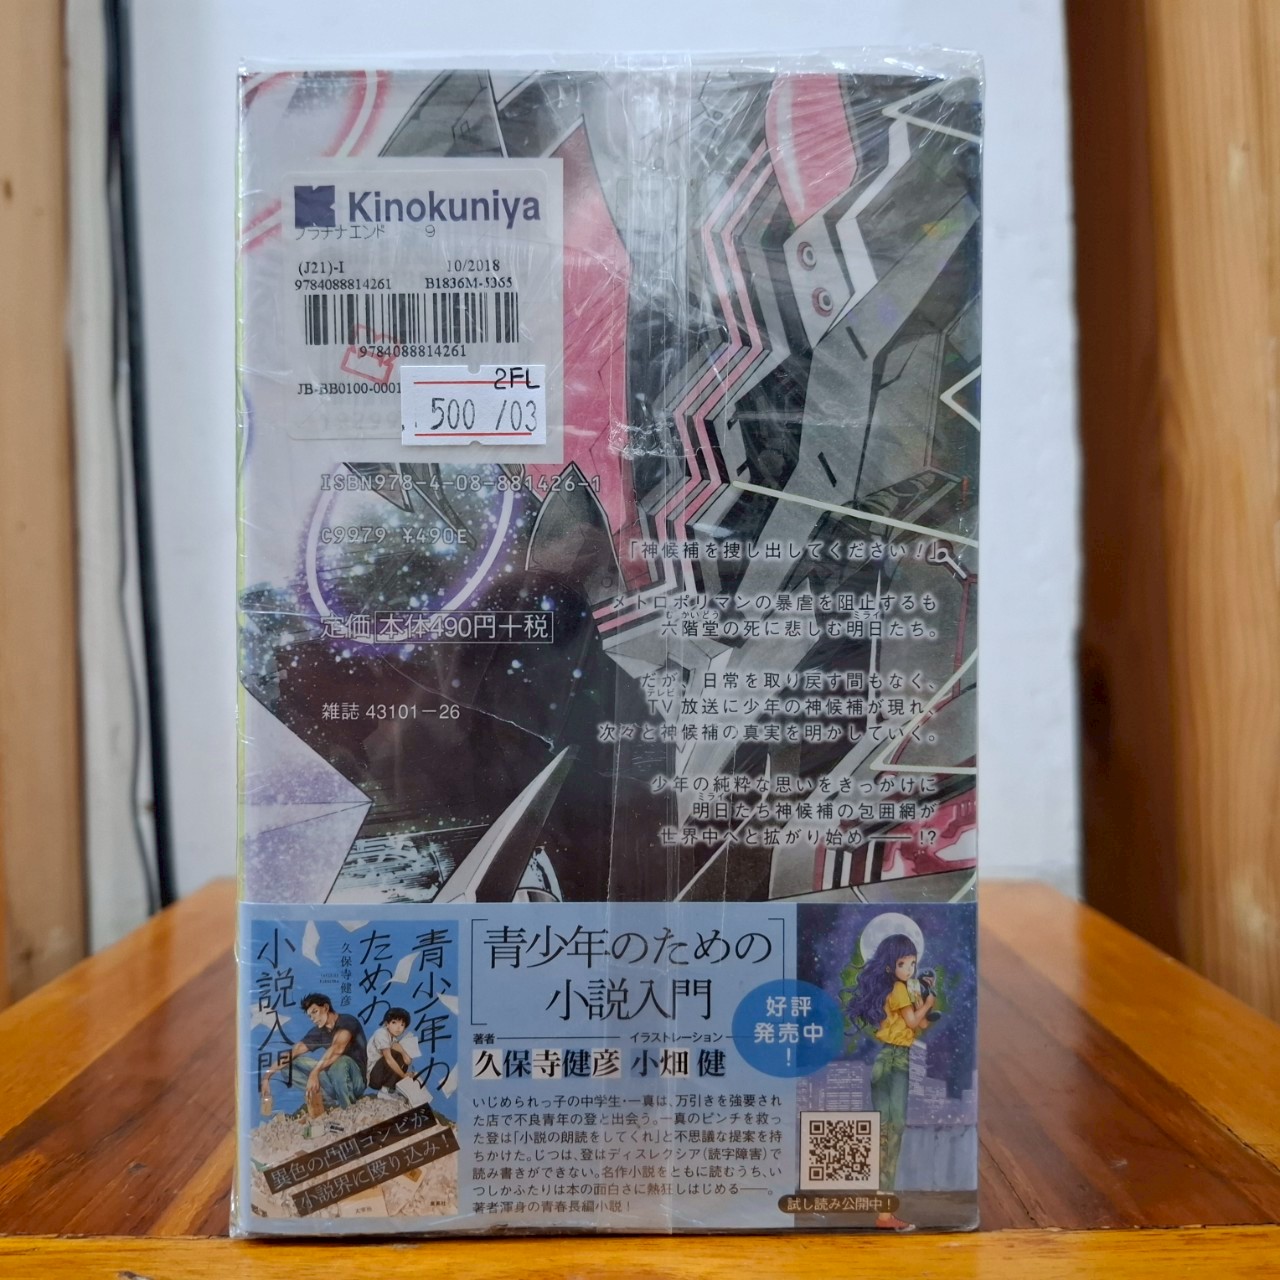 Kinokuniya
プラチナエンド 9
(J21)-I 10/2018
9784088814261 B1836M-5365
9784088814261
JB-BB0100-0001
2FL
500 /03
ISBN978-4-08-881426-1
C9979 ¥490E
定価 本体490円+税
雑誌 43101-26
「神候補を捜し出してください!」
メトロポリマンの暴虐を阻止するも
むかいどう ミライ
六階堂の死に悲しむ明日たち。
だが、日常を取り戻す間もなく、
テレビ
TV放送に少年の神候補が現れ、
次々と神候補の真実を明かしていく。
少年の純粋な思いをきっかけに
ミライ
明日たち神候補の包囲網が
世界中へと拡がり始め――!?
青少年の
ための
小説入門
久保寺健彦
異色の凸凹コンビが
小説界に殴り込み!
集英社
「青少年のための
小説入門」
著者 イラストレーション
久保寺健彦 小畑 健
いじめられっ子の中学生・一真は、万引きを強要され
た店で不良青年の登と出会う。一真のピンチを救っ
た登は「小説の朗読をしてくれ」と不思議な提案を持
ちかけた。じつは、登はディスレクシア(読字障害)で
読み書きができない。名作小説をともに読むうち、い
つしかふたりは本の面白さに熱狂しはじめる――。
著者渾身の青春長編小説!
好評
発売中
!
試し読み公開中!